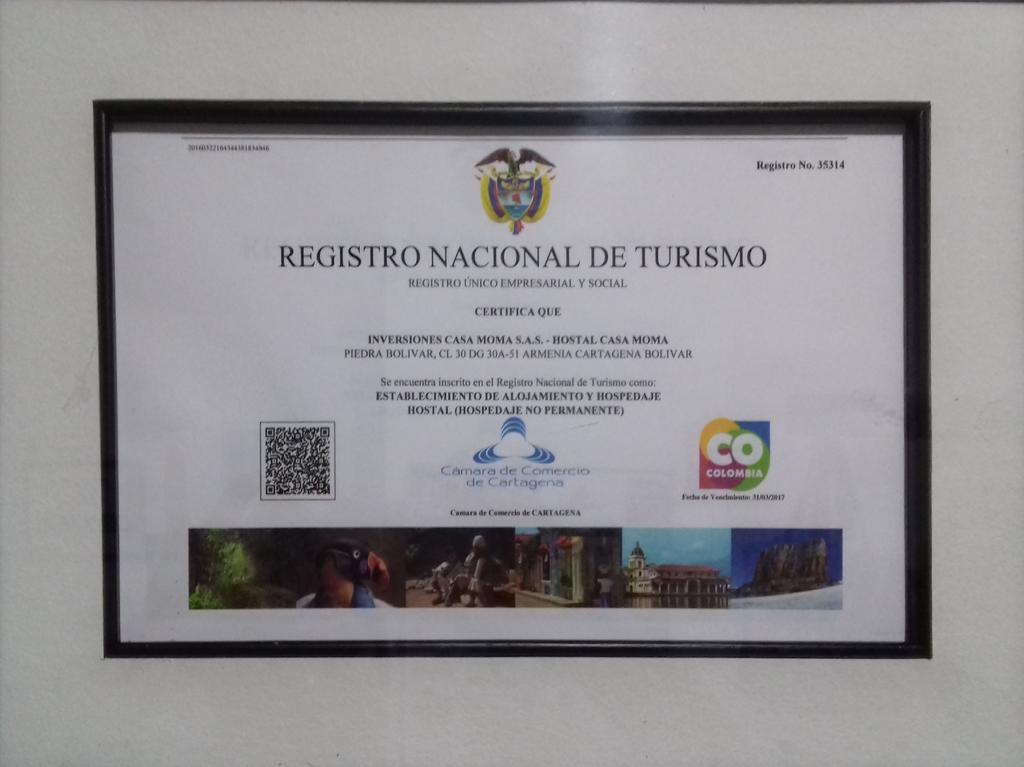 Registro No. 35314
REGISTRO NACIONAL DE TURISMO
REGISTRO ÚNICO EMPRESARIAL Y SOCIAL
CERTIFICA QUE
INVERSIONES CASA MOMA S.A.S. - HOSTAL CASA MOMA
PIEDRA BOLIVAR, CL 30 DG 30A-51 ARMENIA CARTAGENA BOLIVAR
Se encuentra inscrito en el Registro Nacional de Turismo como:
ESTABLECIMIENTO DE ALOJAMIENTO Y HOSPEDAJE
HOSTAL (HOSPEDAJE NO PERMANENTE)
Cámara de Comercio
de Cartagena
CO
COLOMBIA
Fecha de Vencimiento: 31/03/2017
Camara de Comercio de CARTAGENA